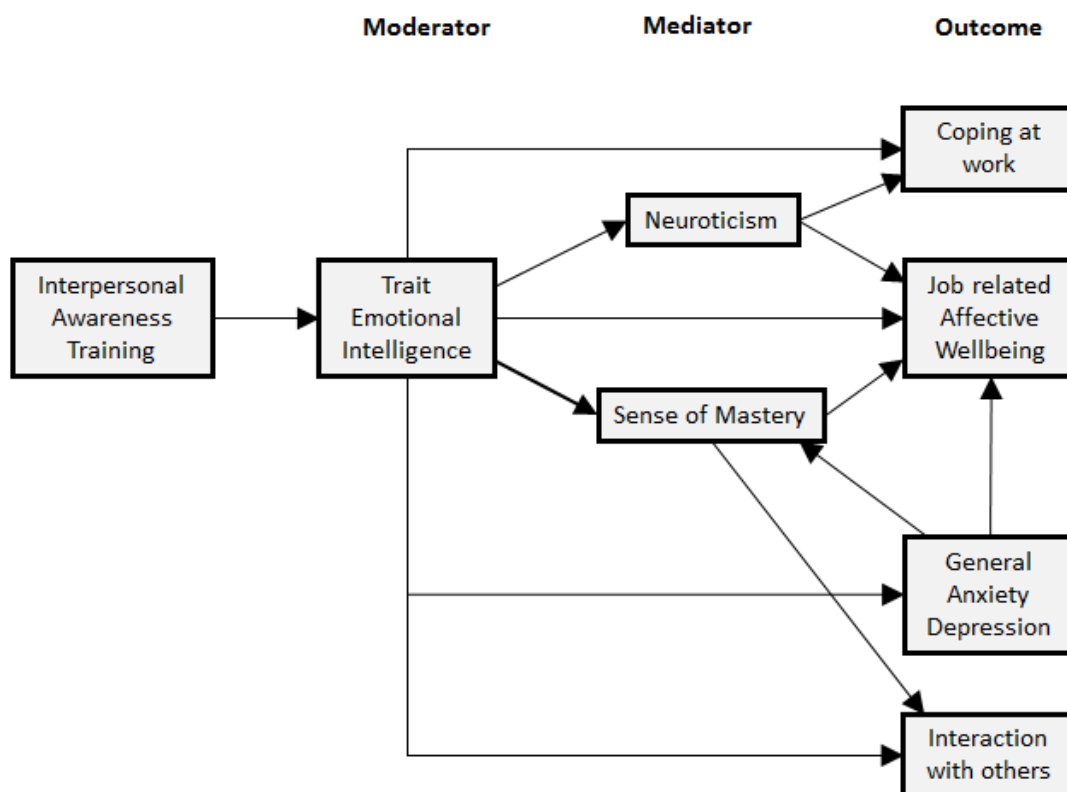 Moderator
Mediator
Outcome
Coping at
work
Neuroticism
Interpersonal
Awareness
Training
Trait
Emotional
Intelligence
Job related
Affective
Wellbeing
Sense of Mastery
General
Anxiety
Depression
Interaction
with others